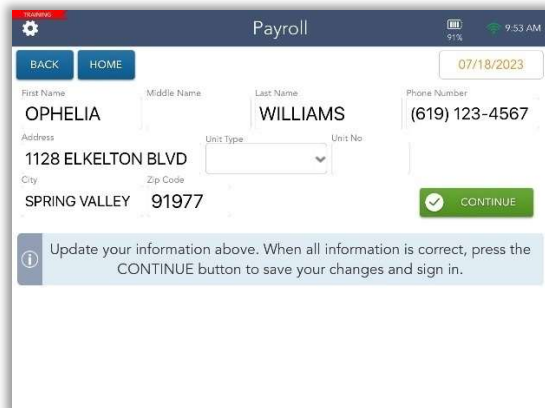 TRAINING
Payroll
91%
9:53 AM
BACK HOME
07/18/2023
First Name Middle Name Last Name Phone Number
OPHELIA WILLIAMS (619) 123-4567
Address Unit Type Unit No
1128 ELKELTON BLVD
City Zip Code
SPRING VALLEY 91977
CONTINUE
Update your information above. When all information is correct, press the
CONTINUE button to save your changes and sign in.